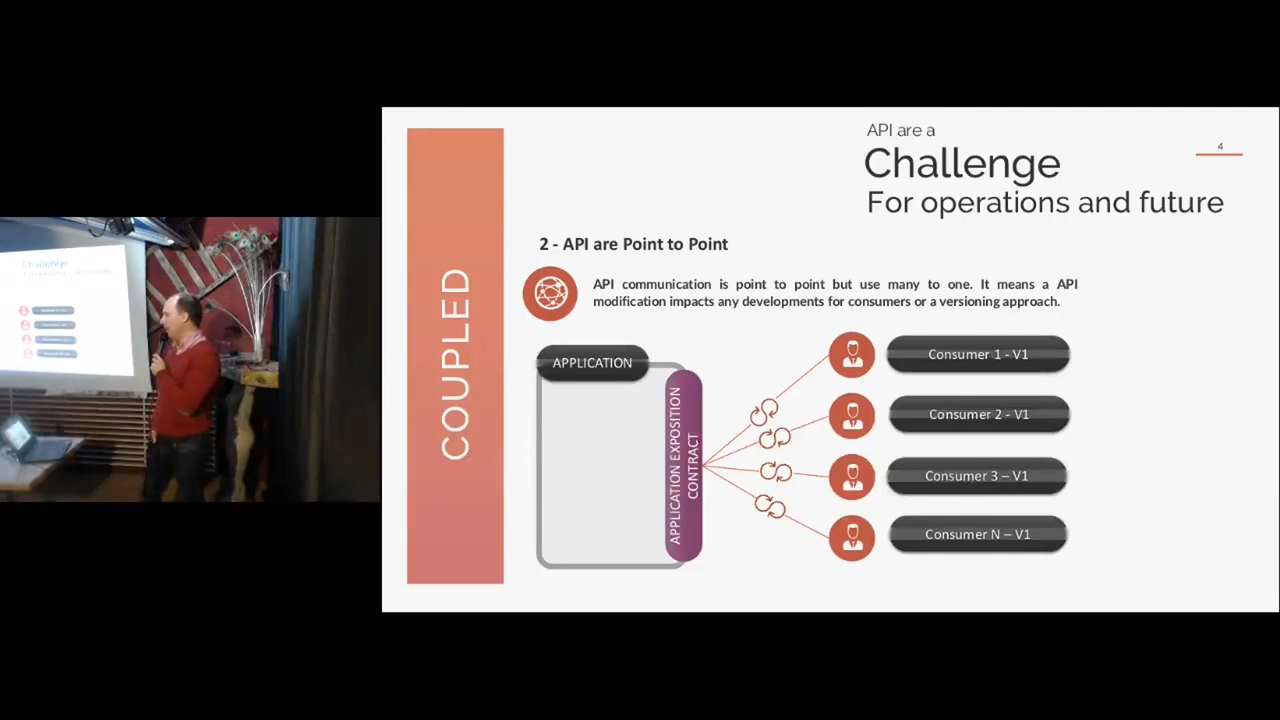 API are a
Challenge
For operations and future
4
COUPLED
2 - API are Point to Point
API communication is point to point but use many to one. It means a API
modification impacts any developments for consumers or a versioning approach.
APPLICATION
APPLICATION EXPOSITION
CONTRACT
Consumer 1 - V1
Consumer 2 - V1
Consumer 3 – V1
Consumer N – V1
Challenge